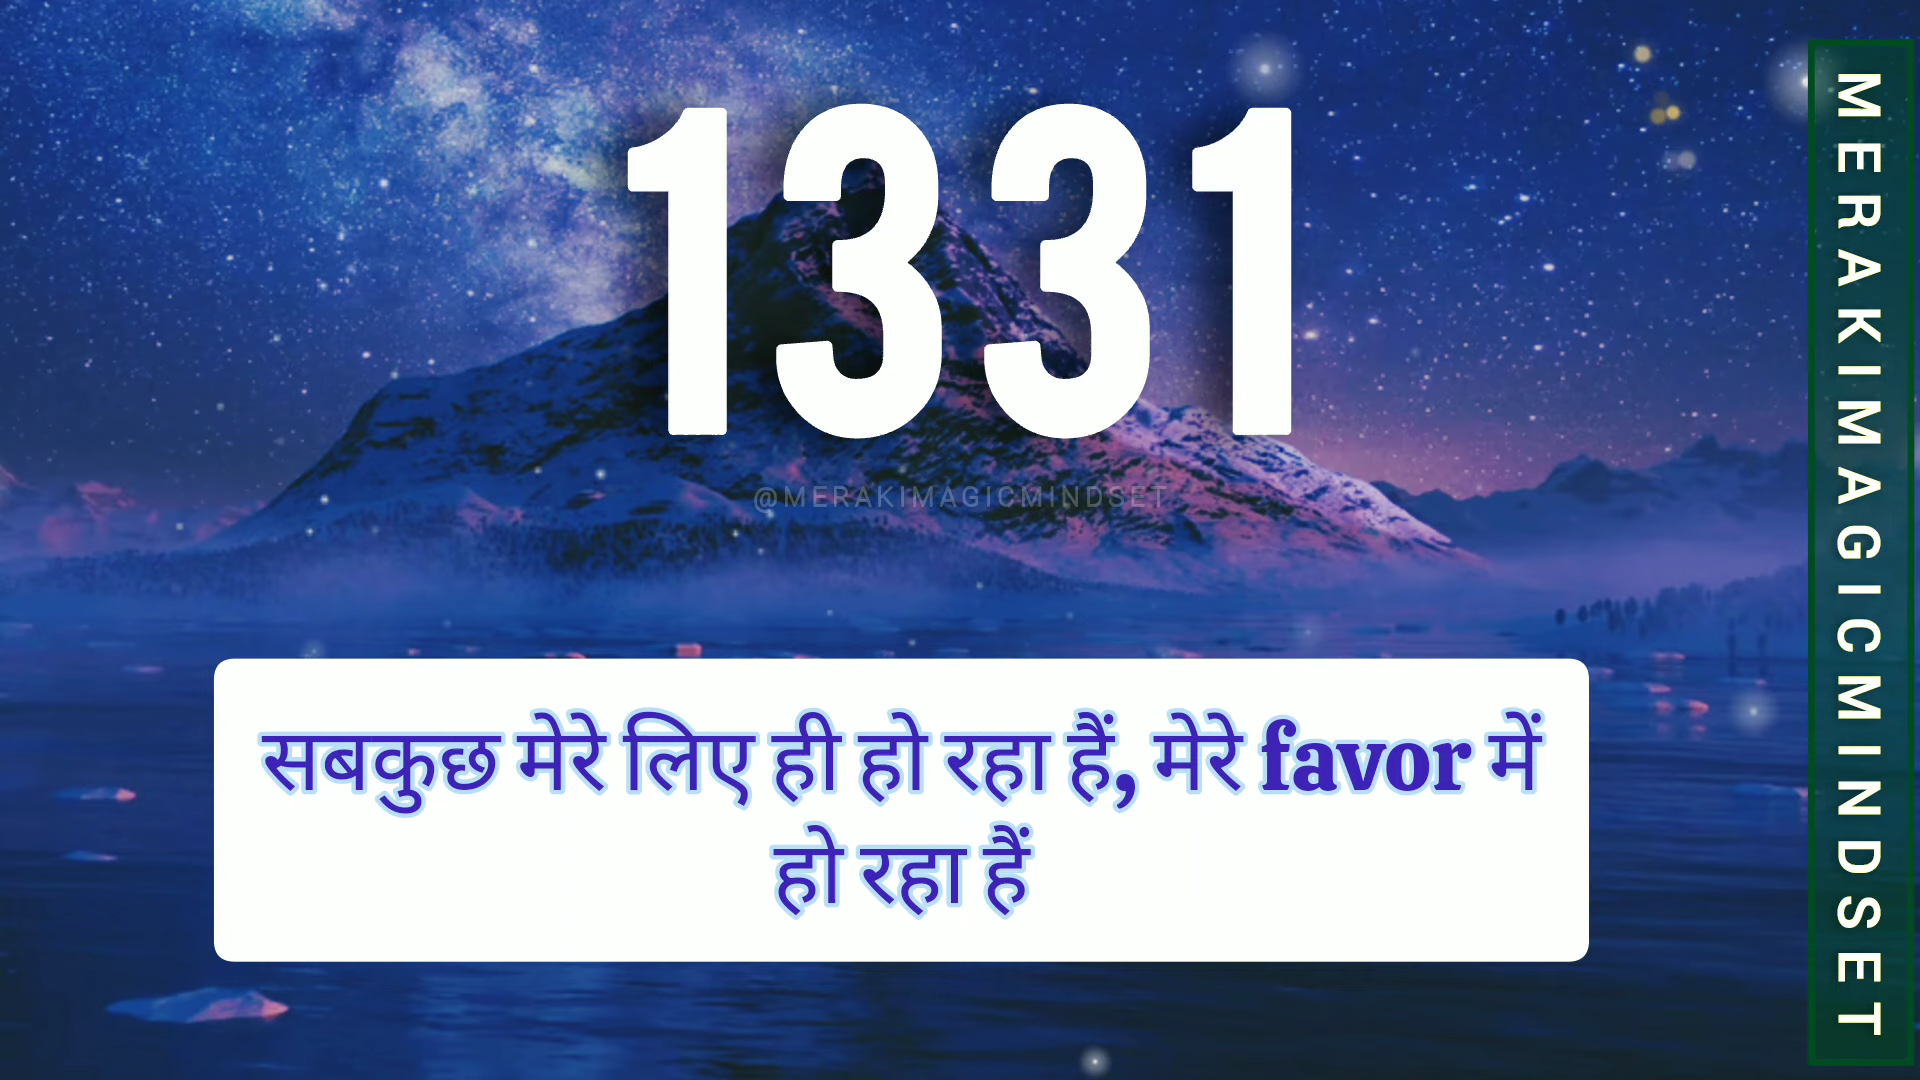 1331
@MERAKIMAGICMINDSET
सबकुछ मेरे लिए ही हो रहा हैं, मेरे favor में
हो रहा हैं
MERAKIMAGICMINDSET